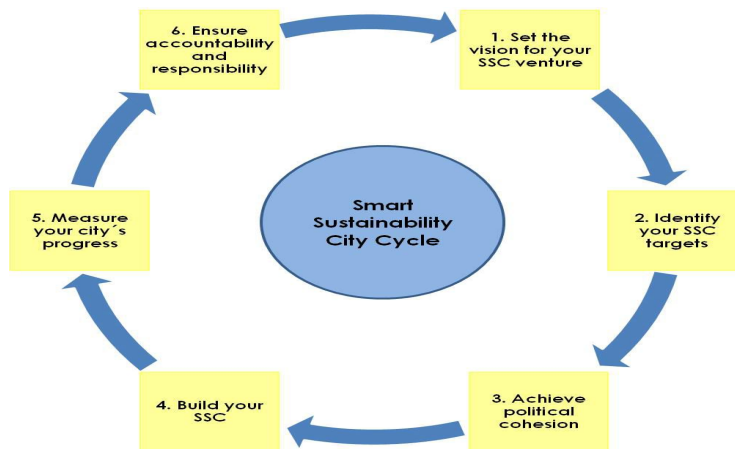 6. Ensure
accountability
and
responsibility
1. Set the
vision for your
SSC venture
Smart
Sustainability
City Cycle
5. Measure
your city´s
progress
2. Identify
your SSC
targets
4. Build your
SSC
3. Achieve
political
cohesion